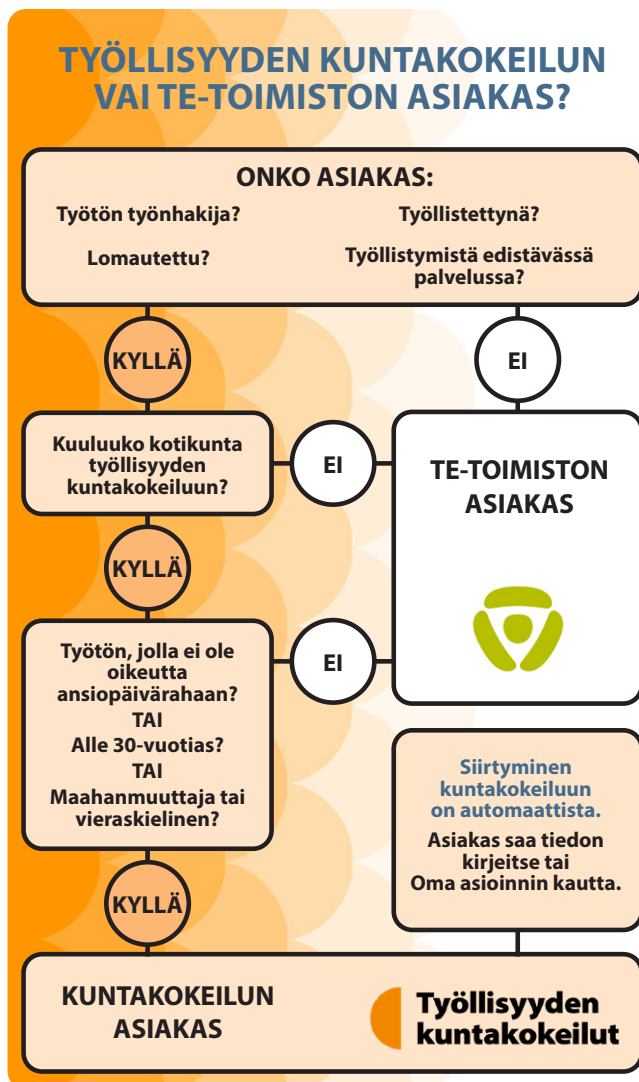 TYÖLLISYYDEN KUNTAKOKEILUN
VAI TE-TOIMISTON ASIAKAS?
ONKO ASIAKAS:
Työtön työnhakija?
Työllistettynä?
Lomautettu?
Työllistymistä edistävässä
palvelussa?
KYLLÄ
EI
Kuuluuko kotikunta
työllisyyden
kuntakokeiluun?
EI
TE-TOIMISTON
ASIAKAS
KYLLÄ
Työtön, jolla ei ole
oikeutta
ansiopäivärahaan?
TAI
Alle 30-vuotias?
TAI
Maahanmuuttaja tai
vieraskielinen?
EI
Siirtyminen
kuntakokeiluun
on automaattista.
Asiakas saa tiedon
kirjeitse tai
Oma asioinnin kautta.
KYLLÄ
KUNTAKOKEILUN
ASIAKAS
Työllisyyden
kuntakokeilut